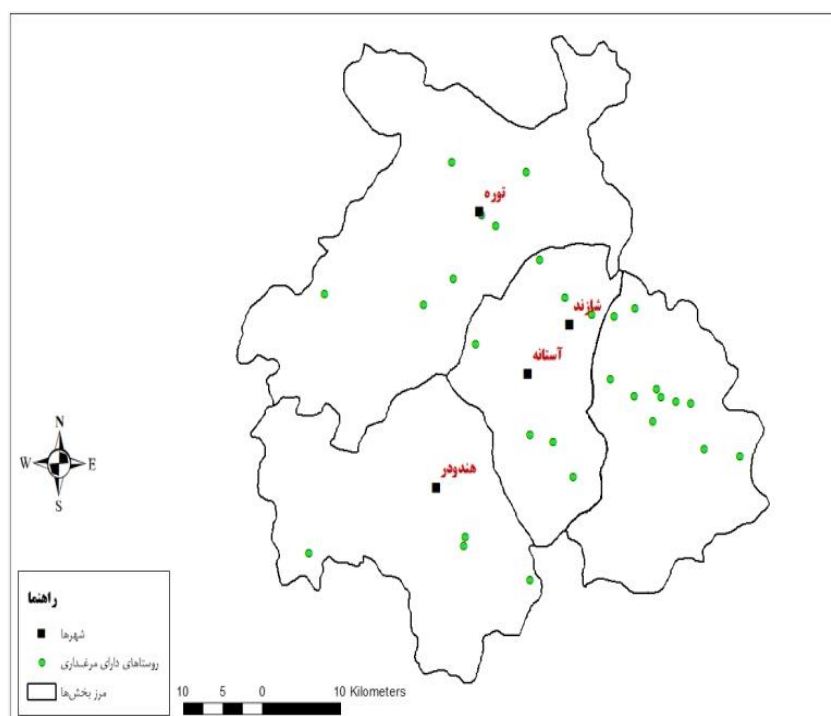 توره
شازند
آستانه
هندودر
N
W E
S
راهنما
شهرها
روستاهای دارای مرغداری
مرز بخش‌ها
10 5 0 10 Kilometers